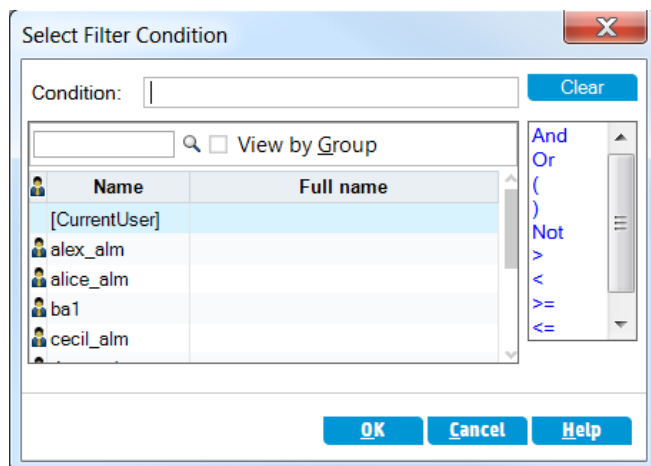 Select Filter Condition
X
Condition:
Clear
View by Group
Name Full name
[CurrentUser]
alex_alm
alice_alm
ba1
cecil_alm
And
Or
(
)
Not
>
<
>=
<=
OK Cancel Help